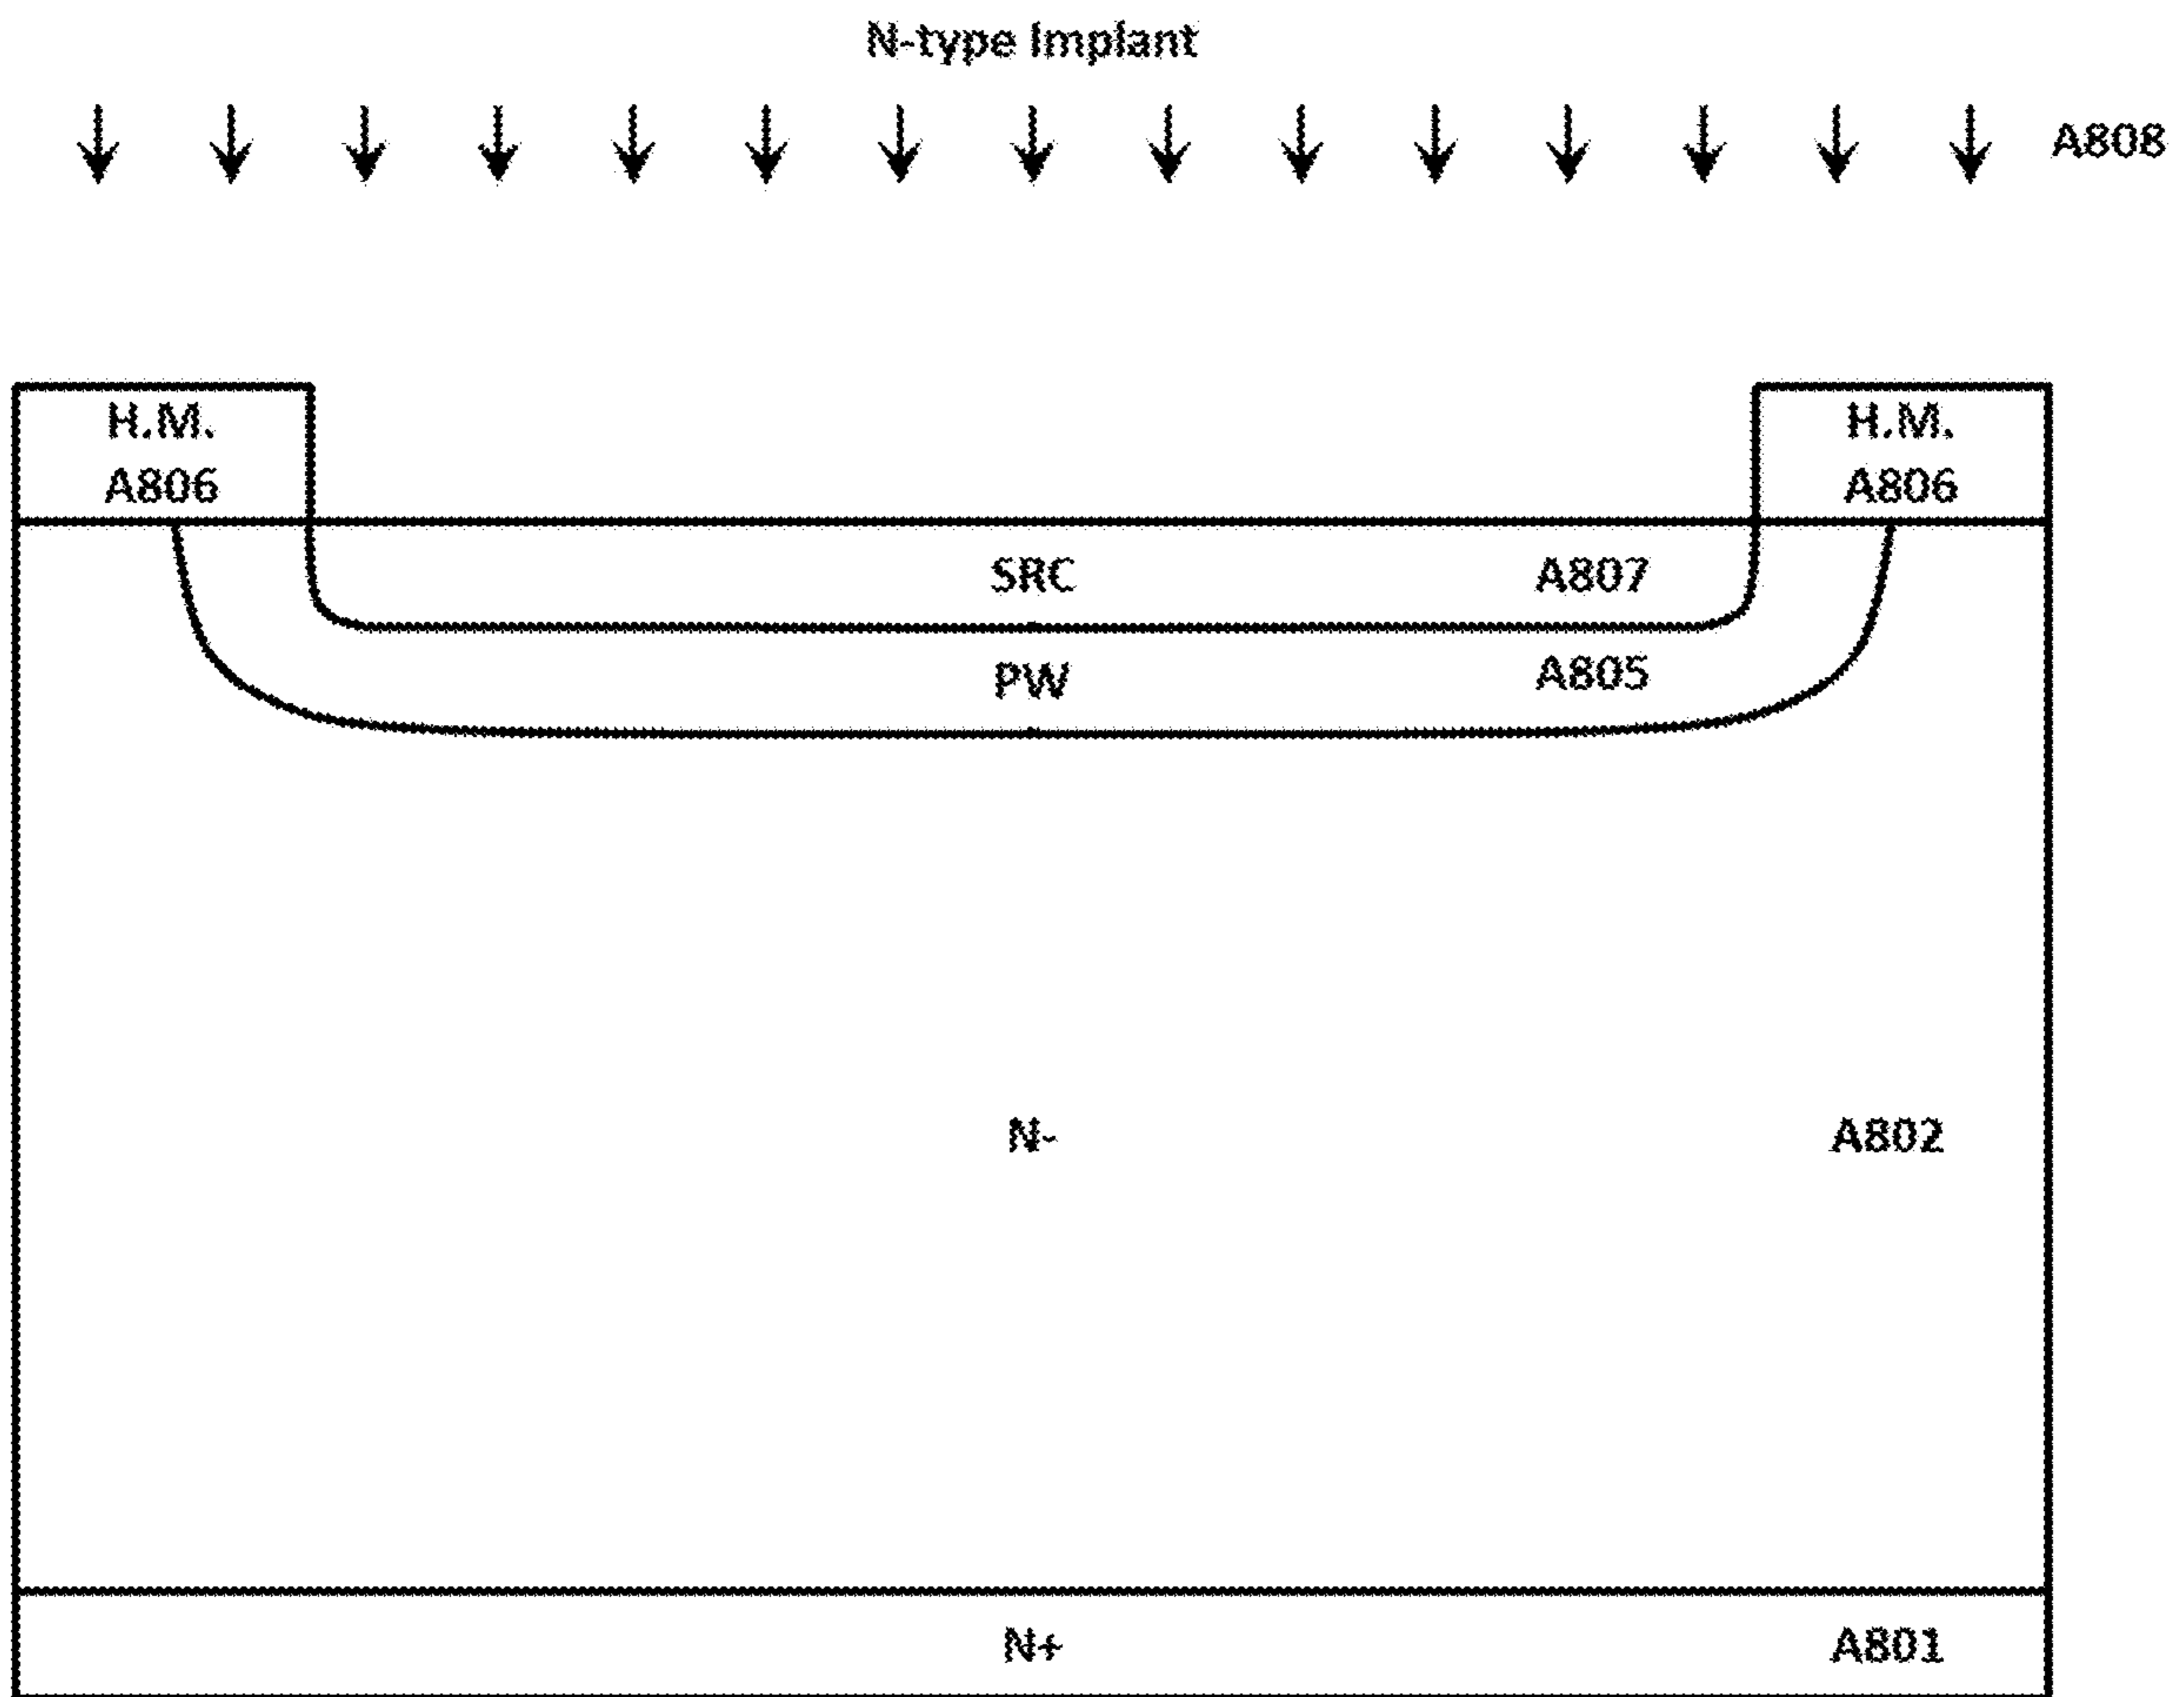 N-type Implant
A808
H.M.
A806
H.M.
A806
SRC
A807
PW
A805
N-
A802
N+
A801